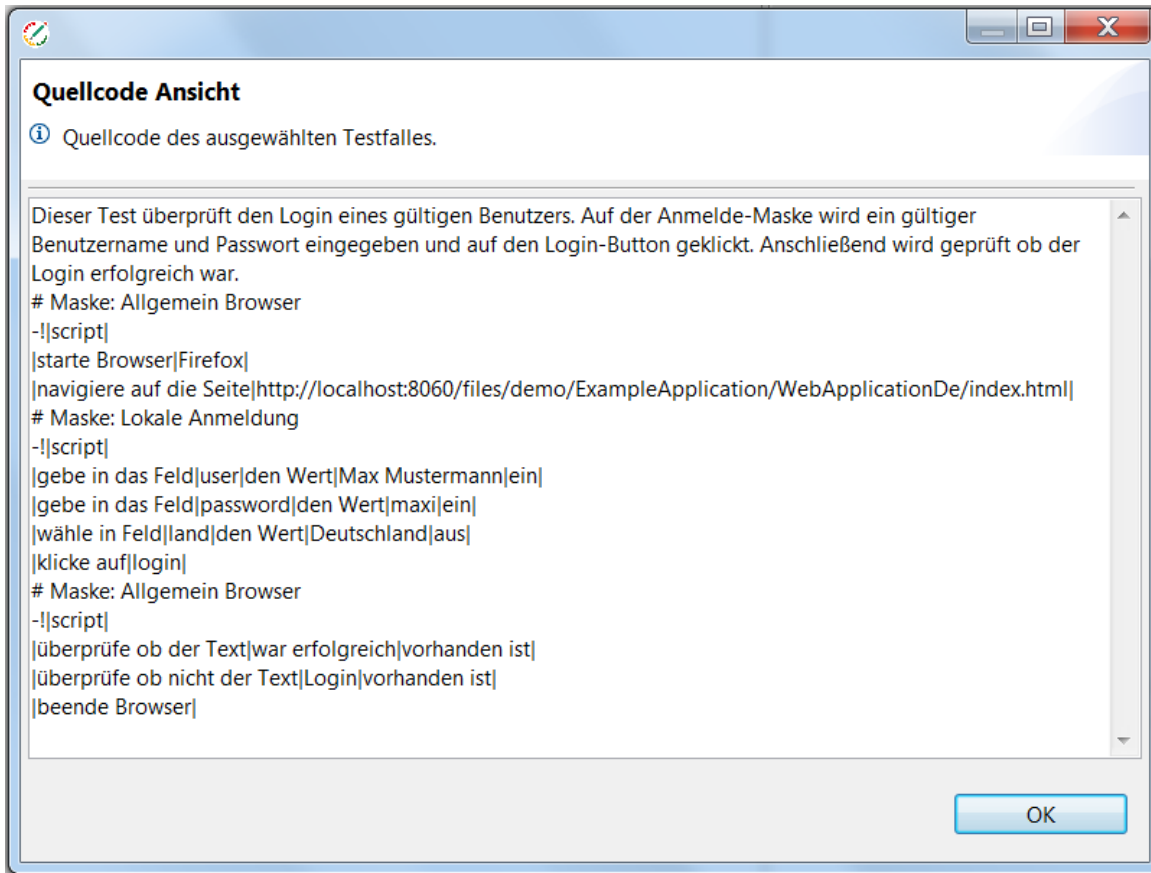 Quellcode Ansicht
Quellcode des ausgewählten Testfalles.
Dieser Test überprüft den Login eines gültigen Benutzers. Auf der Anmelde-Maske wird ein gültiger
Benutzername und Passwort eingegeben und auf den Login-Button geklickt. Anschließend wird geprüft ob der
Login erfolgreich war.
# Maske: Allgemein Browser
-!|script|
|starte Browser|Firefox|
|navigiere auf die Seite|http://localhost:8060/files/demo/ExampleApplication/WebApplicationDe/index.html|
# Maske: Lokale Anmeldung
-!|script|
|gebe in das Feld|user|den Wert|Max Mustermann|ein|
|gebe in das Feld|password|den Wert|maxi|ein|
|wähle in Feld|land|den Wert|Deutschland|aus|
|klicke auf|login|
# Maske: Allgemein Browser
-!|script|
|überprüfe ob der Text|war erfolgreich|vorhanden ist|
|überprüfe ob nicht der Text|Login|vorhanden ist|
|beende Browser|
OK